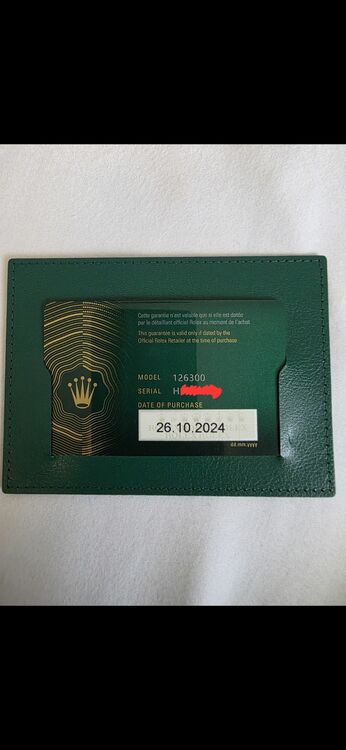 Cette garantie n'est valable que si elle est datée
par le détaillant officiel Rolex au moment de l'achat
This guarantee is valid only if dated by the
Official Rolex Retailer at the time of purchase
MODEL 126300
SERIAL H
DATE OF PURCHASE
26.10.2024
dd.mm.yyyy